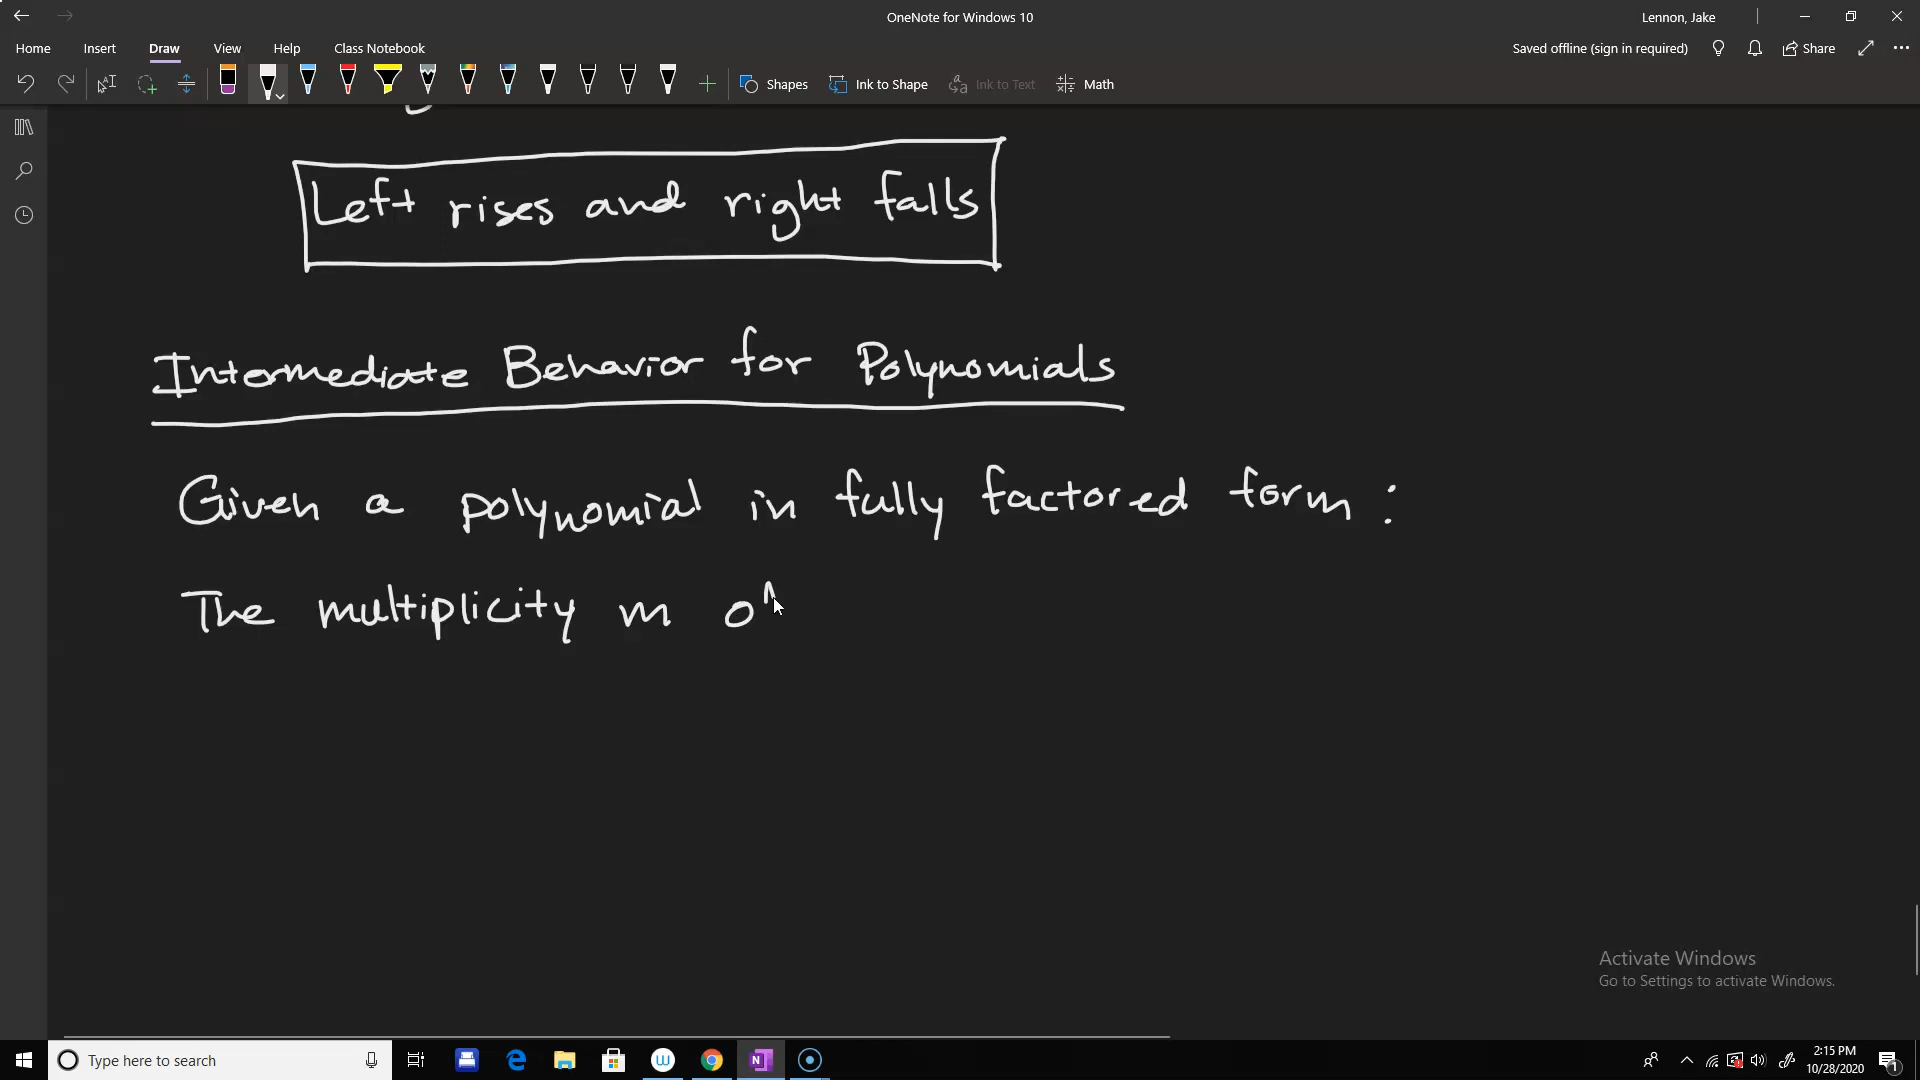 OneNote for Windows 10
Lennon, Jake
Home Insert Draw View Help Class Notebook
Saved offline (sign in required) Share
Shapes Ink to Shape Ink to Text Math
Left rises and right falls
Intermediate Behavior for Polynomials
Given a polynomial in fully factored form :
The multiplicity m
Activate Windows
Go to Settings to activate Windows.
Type here to search
2:15 PM
10/28/2020
1